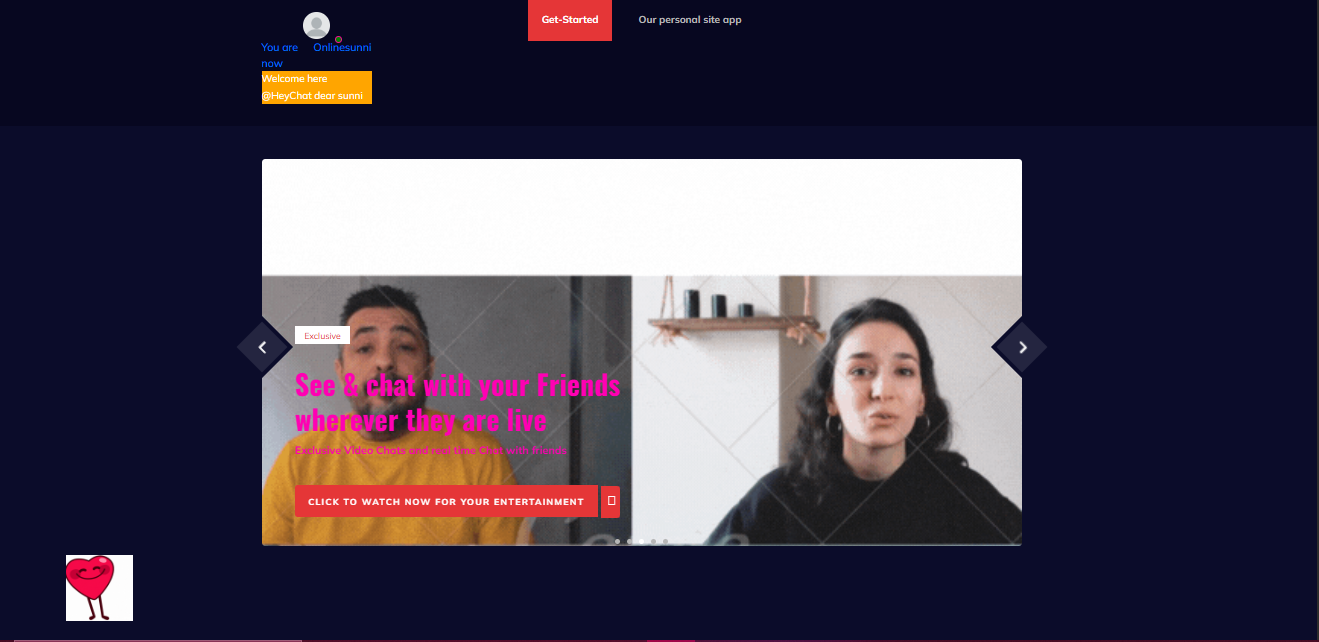 Get-Started
Our personal site app
You are now
Onlinesunni
Welcome here
@HeyChat dear sunni
Exclusive
See & chat with your Friends
wherever they are live
Exclusive Video Chats and real time Chat with friends
CLICK TO WATCH NOW FOR YOUR ENTERTAINMENT